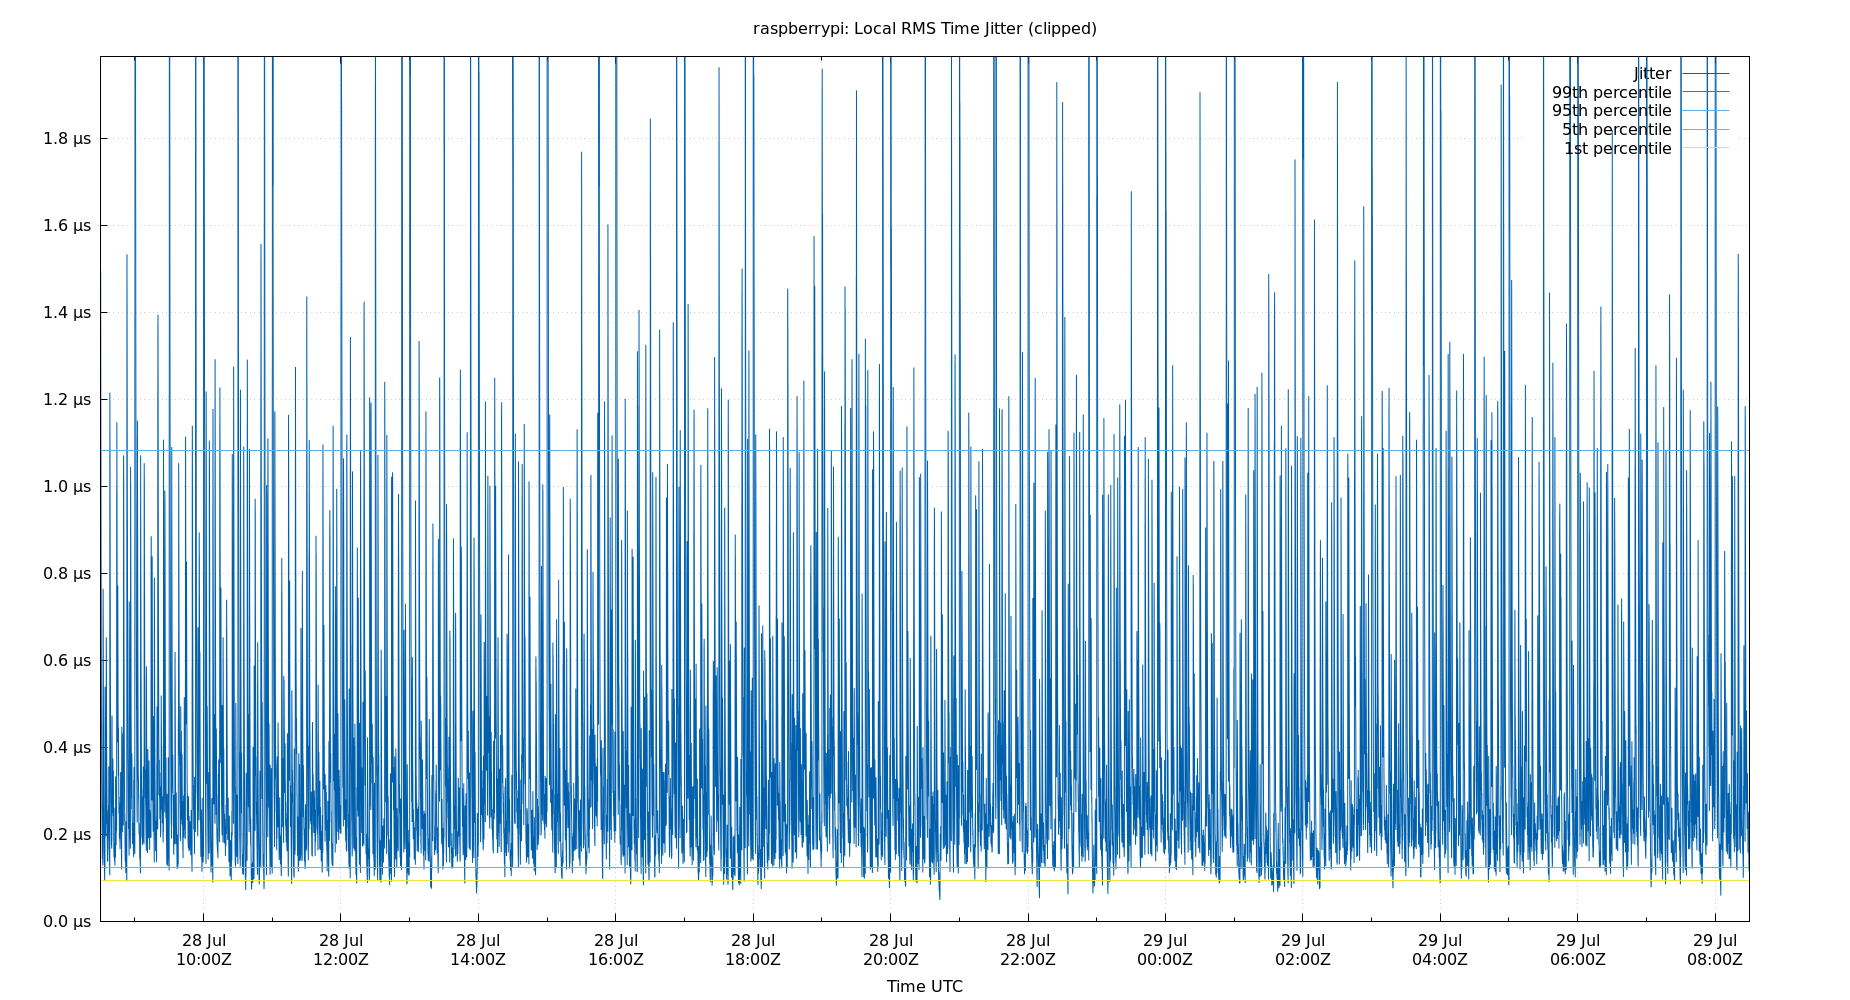 raspberrypi: Local RMS Time Jitter (clipped)
Jitter
99th percentile
95th percentile
5th percentile
1st percentile
1.8 µs
1.6 µs
1.4 µs
1.2 µs
1.0 µs
0.8 µs
0.6 µs
0.4 µs
0.2 µs
0.0 µs
28 Jul 28 Jul 28 Jul 28 Jul 28 Jul 28 Jul 28 Jul 29 Jul 29 Jul 29 Jul 29 Jul 29 Jul
10:00Z 12:00Z 14:00Z 16:00Z 18:00Z 20:00Z 22:00Z 00:00Z 02:00Z 04:00Z 06:00Z 08:00Z
Time UTC